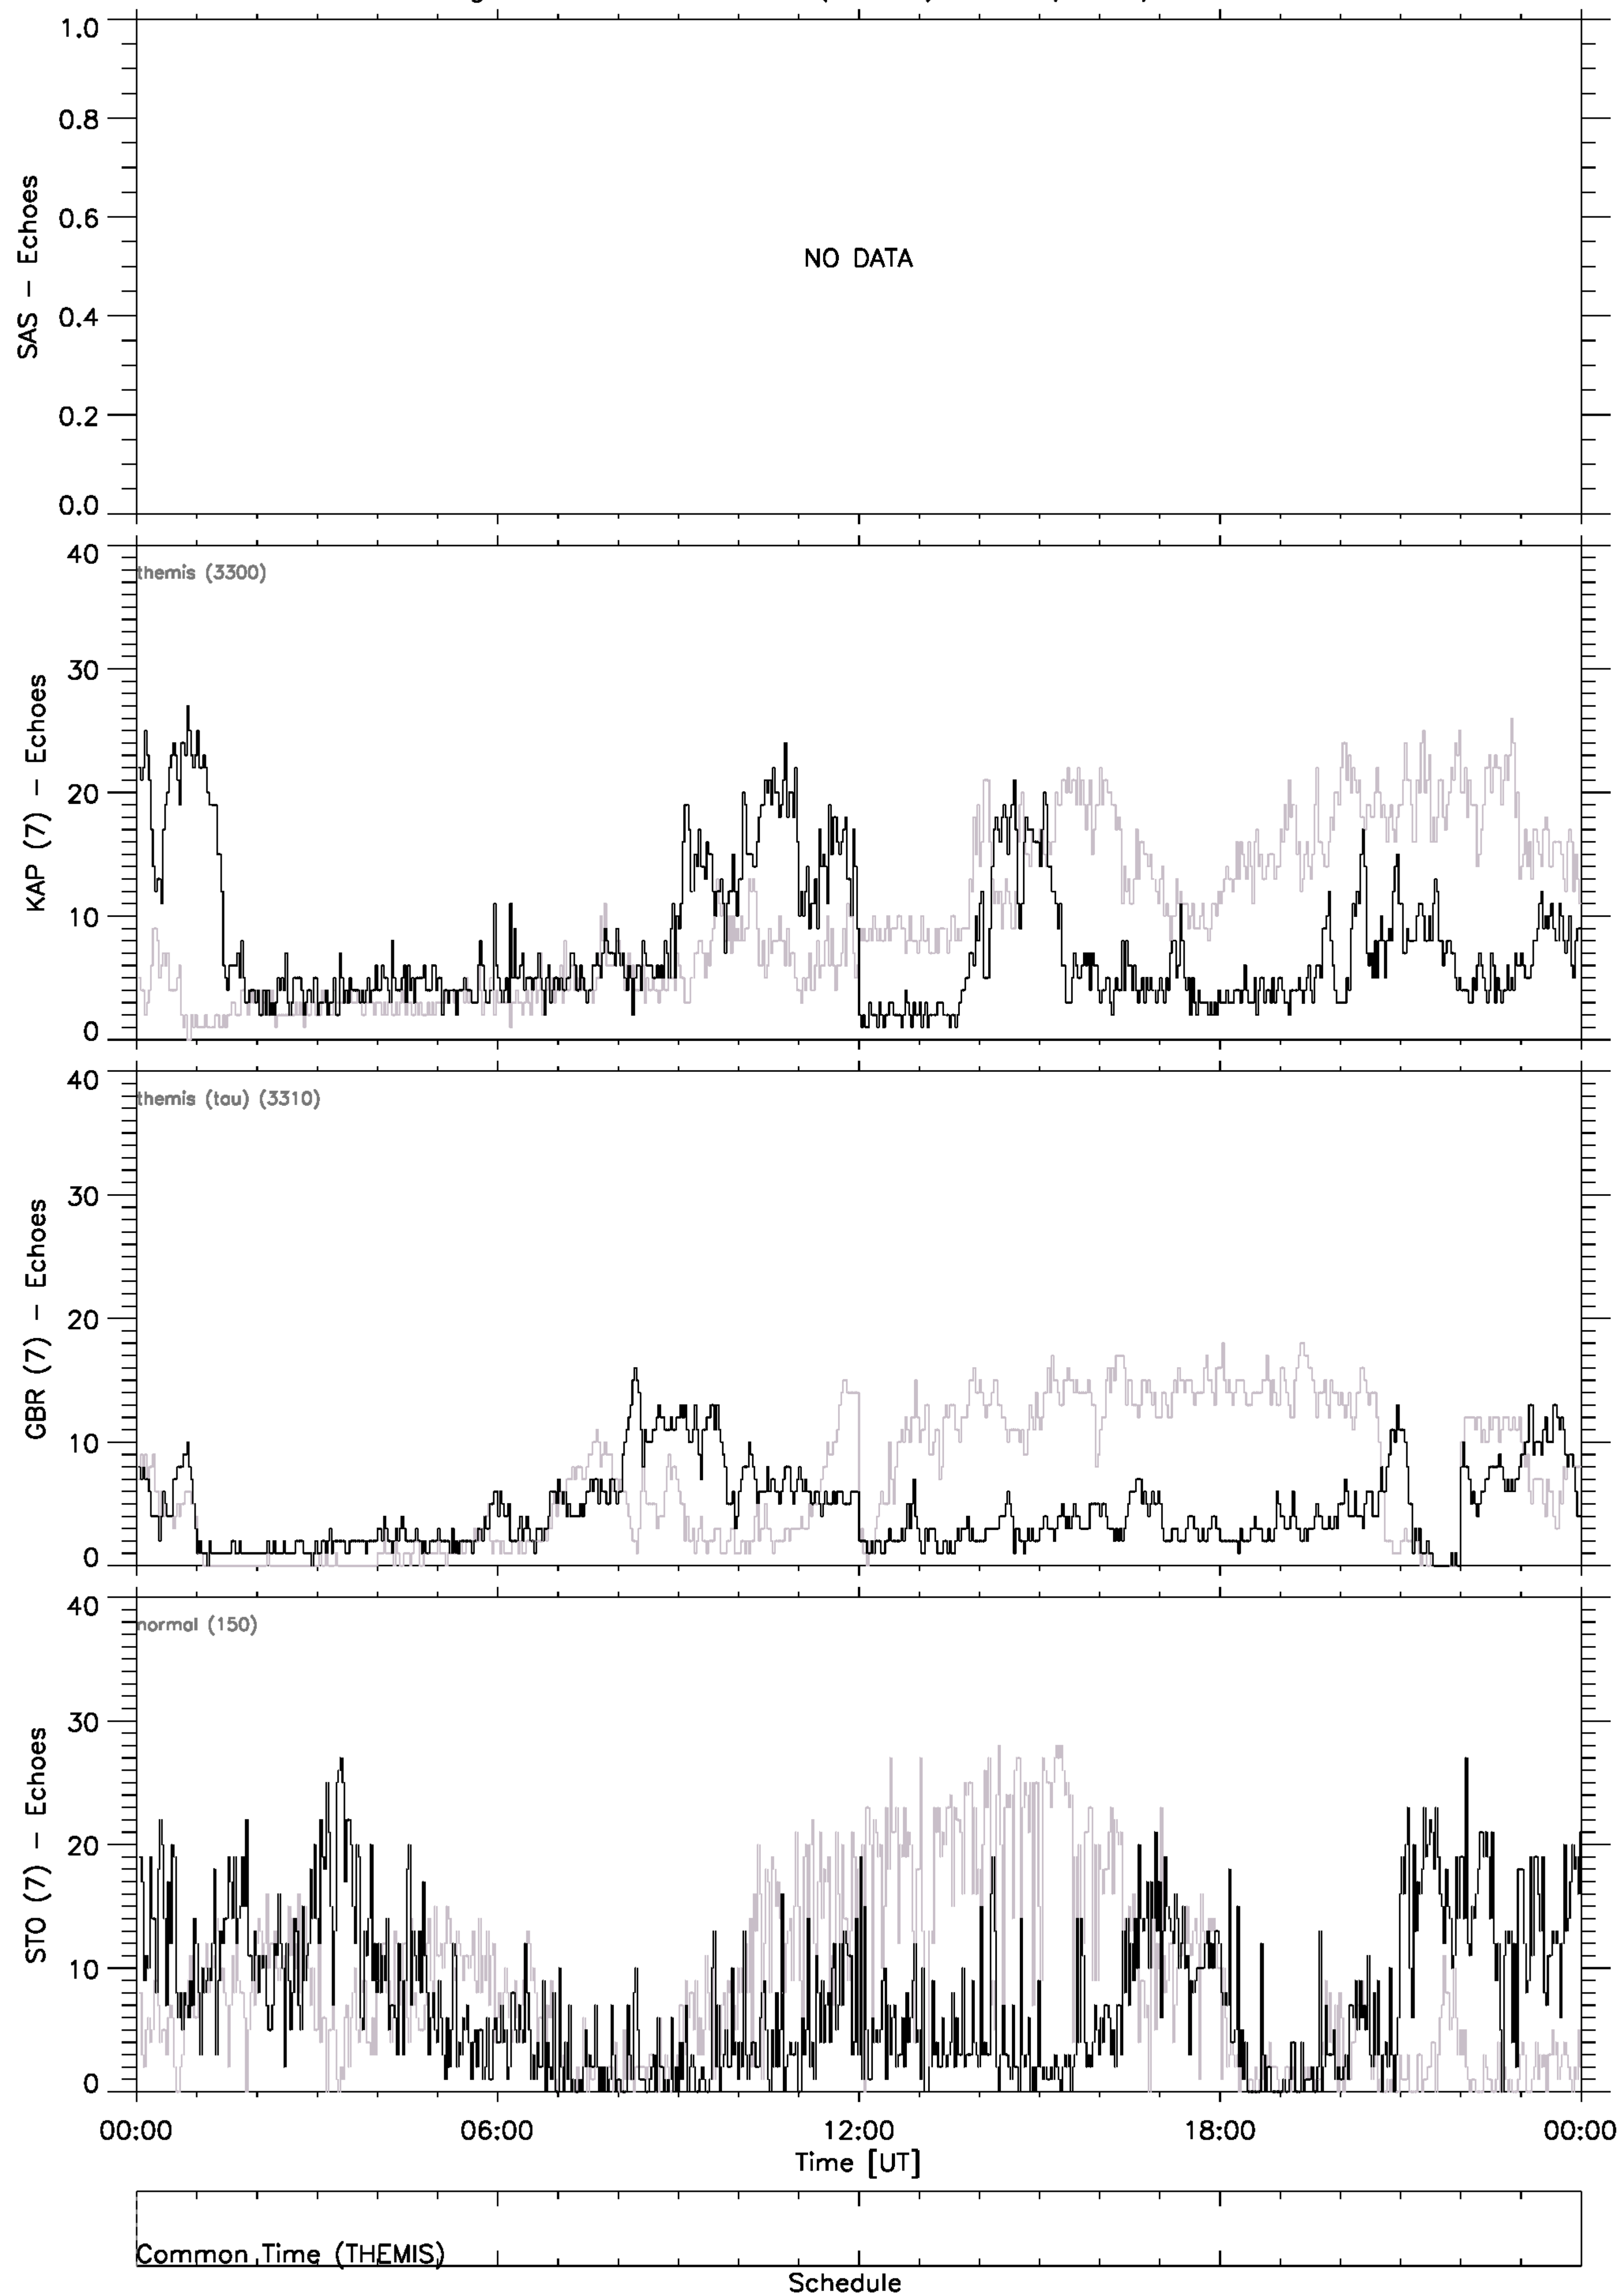 1.0
0.8
0.6
0.4
0.2
0.0
SAS - Echoes
NO DATA
40
30
20
10
0
KAP (7) - Echoes
themis (3300)
40
30
20
10
0
GBR (7) - Echoes
themis (tau) (3310)
40
30
20
10
0
STO (7) - Echoes
normal (150)
00:00 06:00 12:00 18:00 00:00
Time [UT]
Common Time (THEMIS)
Schedule